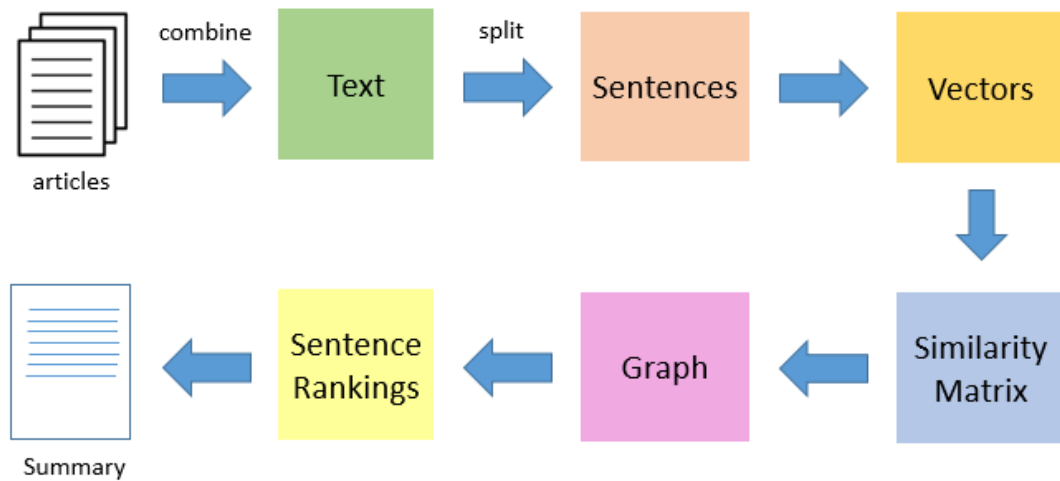 combine
split
Text
Sentences
Vectors
articles
Similarity
Matrix
Graph
Sentence
Rankings
Summary